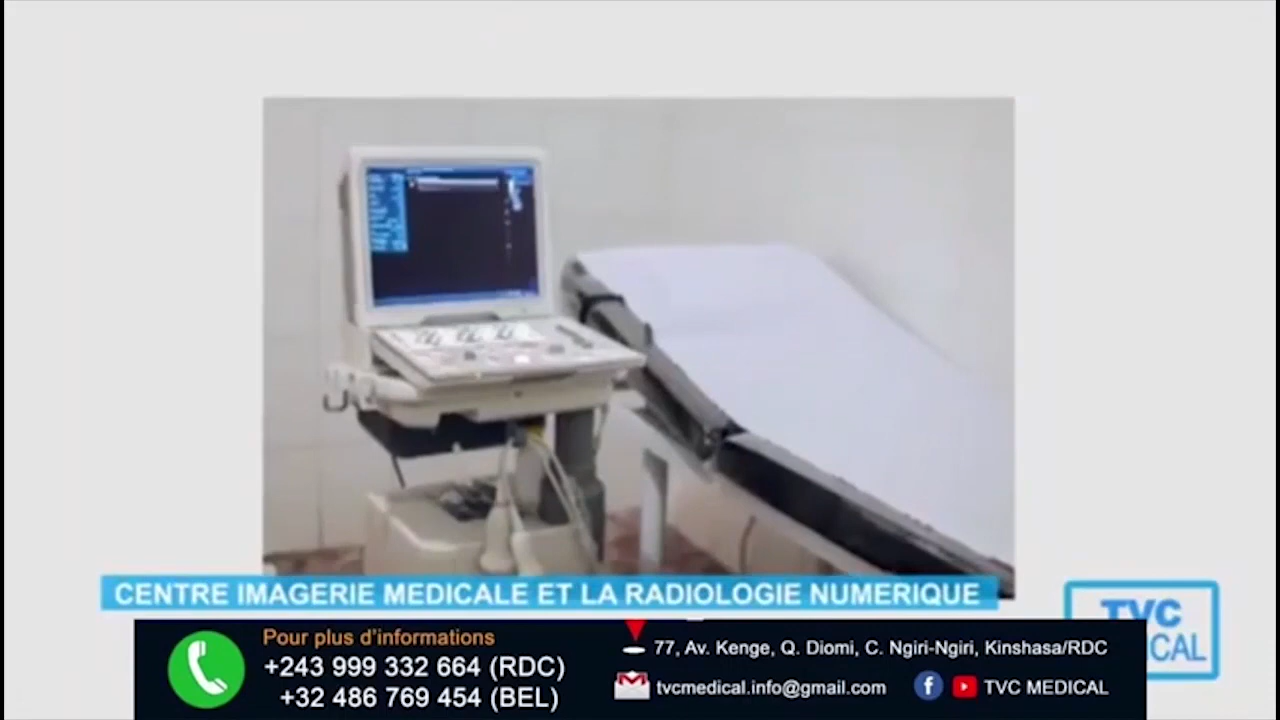 CENTRE IMAGERIE MEDICALE ET LA RADIOLOGIE NUMERIQUE
TVC
Pour plus d'informations
+243 999 332 664 (RDC)
+32 486 769 454 (BEL)
77, Av. Kenge, Q. Diomi, C. Ngiri-Ngiri, Kinshasa/RDC
tvcmedical.info@gmail.com
TVC MEDICAL